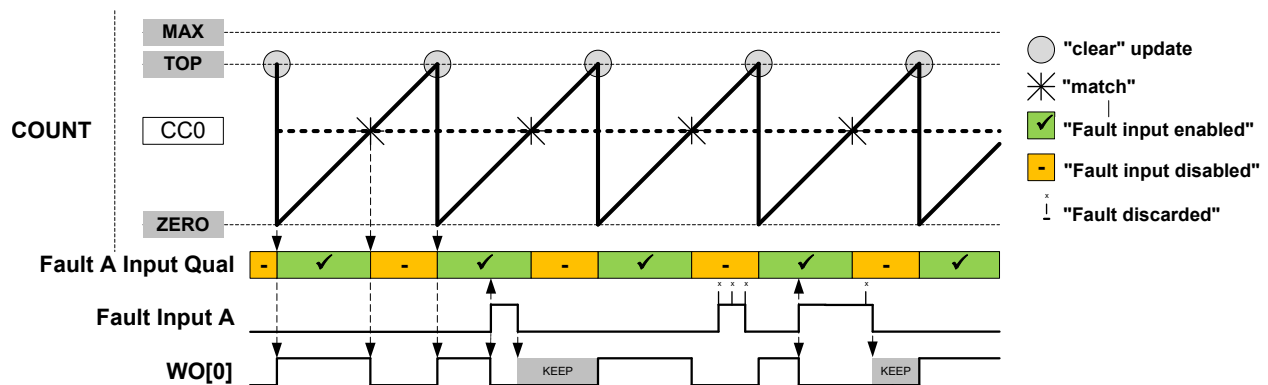 MAX
"clear" update
TOP
"match"
COUNT
CC0
✓ "Fault input enabled"
- "Fault input disabled"
x
ZERO
- "Fault discarded"
Fault A Input Qual - ✓ - ✓ - ✓ - ✓ - ✓
x x x x
Fault Input A
WO[0] KEEP KEEP